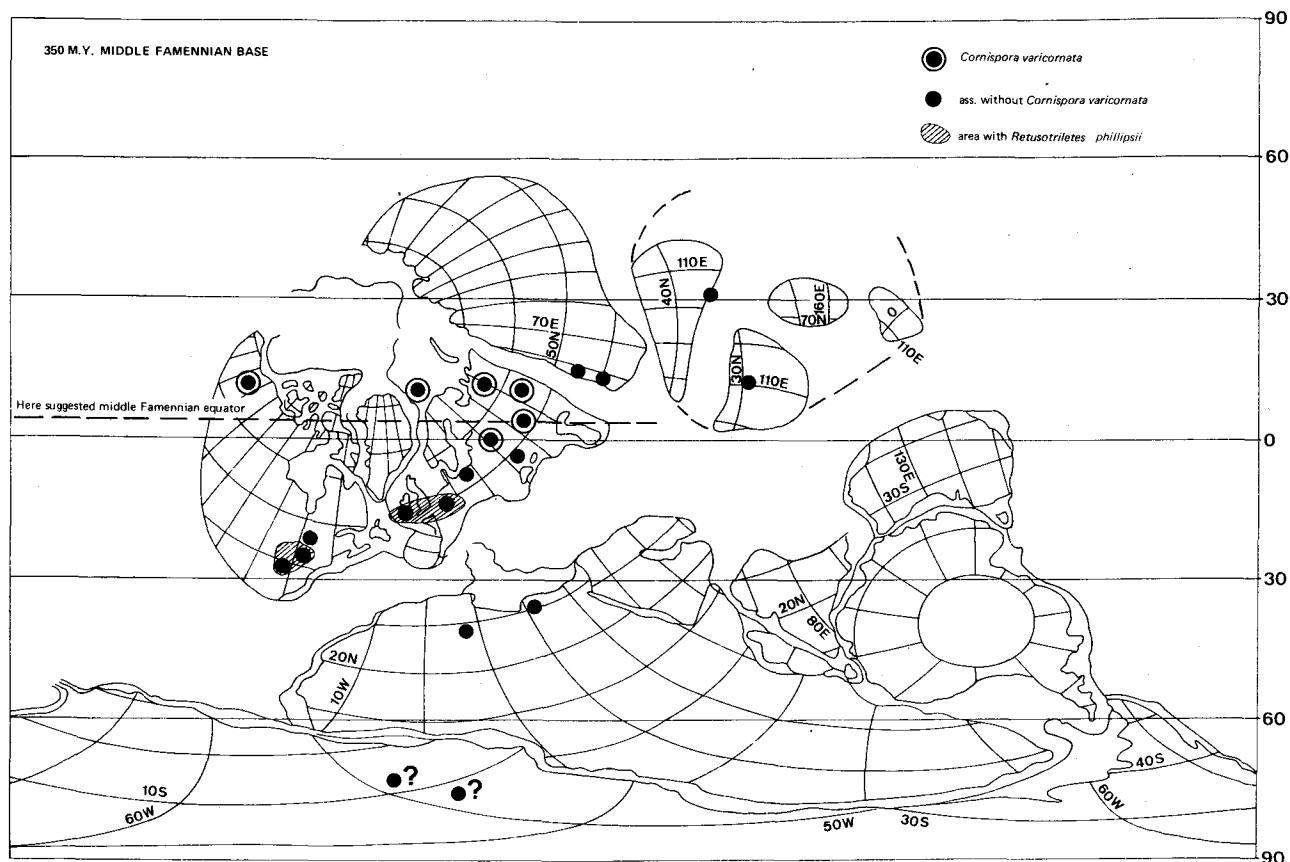 350 M.Y. MIDDLE FAMENNIAN BASE
Cornispora varicornata
ass. without Cornispora varicornata
area with Retusotriletes phillipsii
90
60
30
0
30
60
90
Here suggested middle Famennian equator
70E
50N
110E
40N
160E
70N
0
110E
30N
110E
130E
30S
20N
80E
20N
10W
10S
60W
?
?
50W
30S
40S
60W